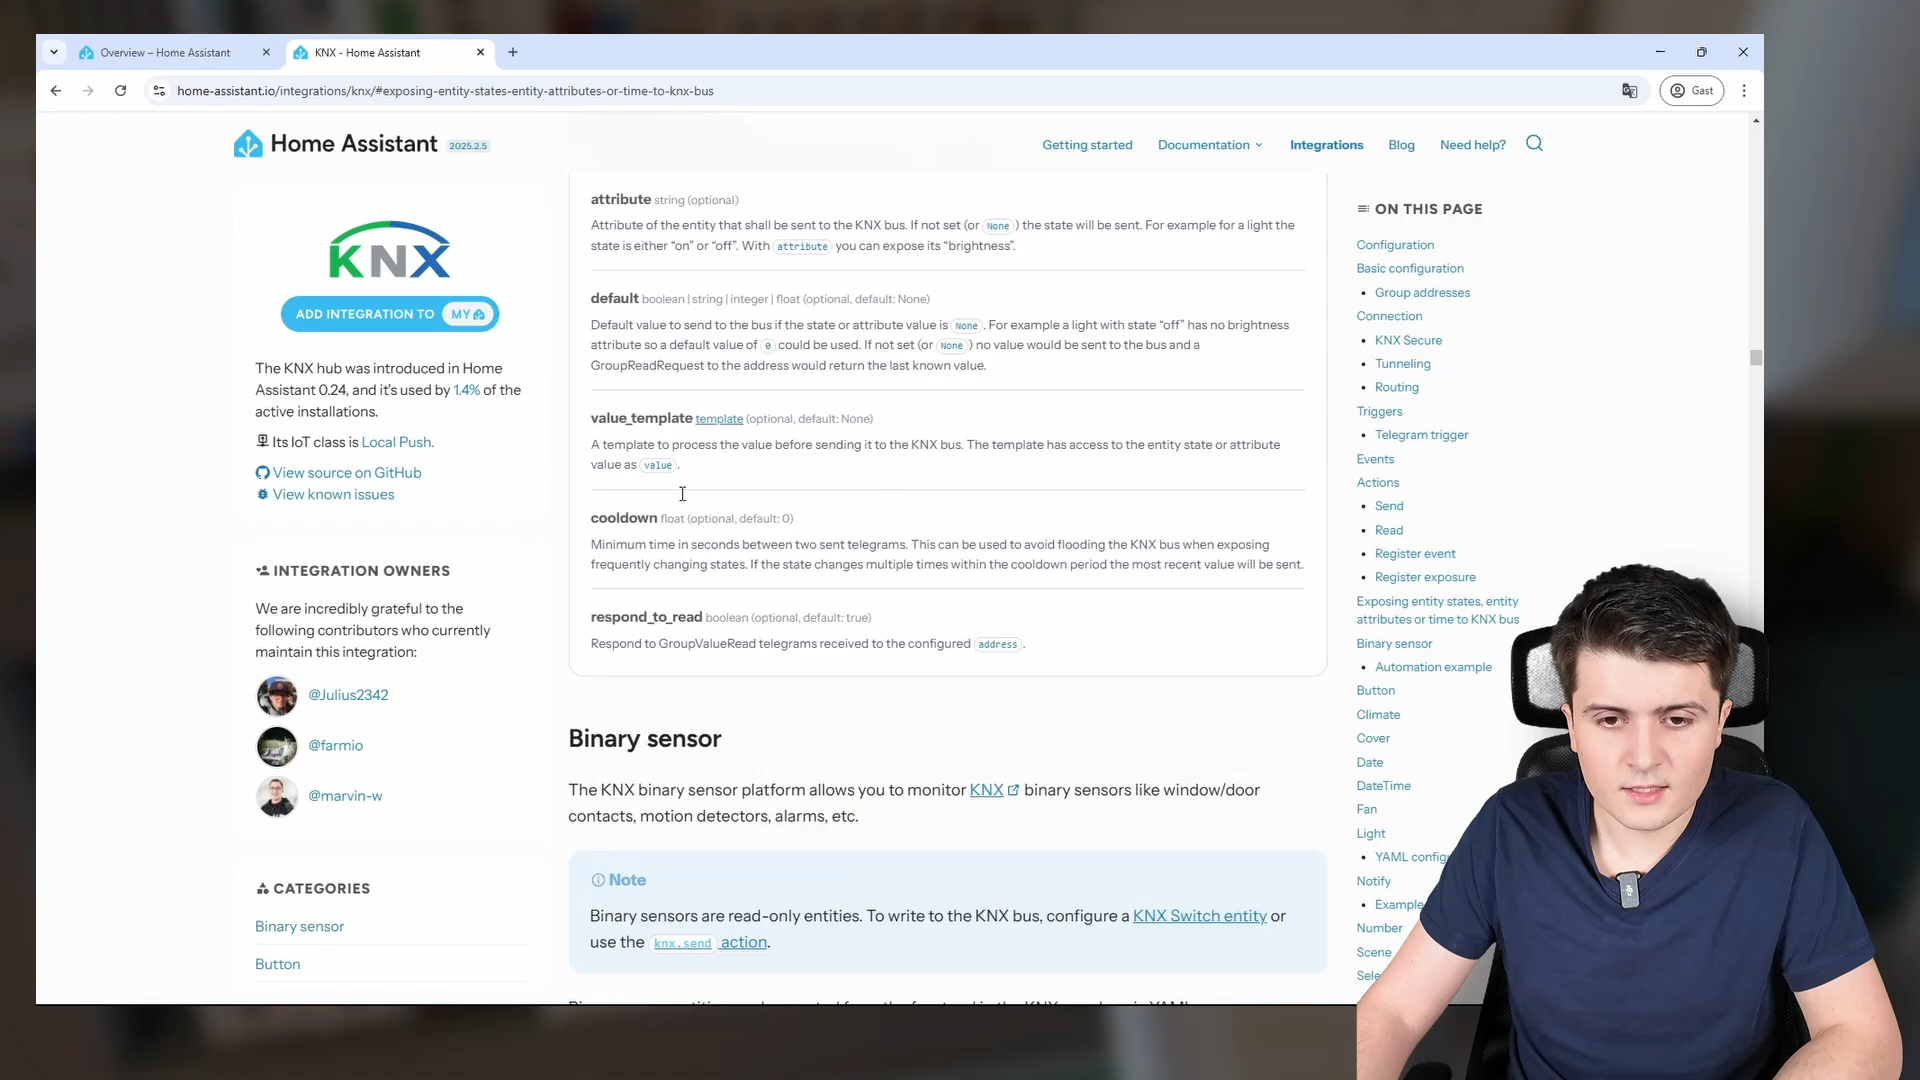 Overview – Home Assistant
KNX - Home Assistant
home-assistant.io/integrations/knx/#exposing-entity-states-entity-attributes-or-time-to-knx-bus
Gast
Home Assistant 2025.2.5
Getting started Documentation Integrations Blog Need help?
KNX
ADD INTEGRATION TO MY
The KNX hub was introduced in Home
Assistant 0.24, and it's used by 1.4% of the
active installations.
Its IoT class is Local Push.
View source on GitHub
View known issues
INTEGRATION OWNERS
We are incredibly grateful to the
following contributors who currently
maintain this integration:
@Julius2342
@farmio
@marvin-w
CATEGORIES
Binary sensor
Button
attribute string (optional)
Attribute of the entity that shall be sent to the KNX bus. If not set (or None) the state will be sent. For example for a light the
state is either “on” or “off”. With attribute you can expose its “brightness”.
default boolean | string | integer | float (optional, default: None)
Default value to send to the bus if the state or attribute value is None. For example a light with state “off” has no brightness
attribute so a default value of 0 could be used. If not set (or None) no value would be sent to the bus and a
GroupReadRequest to the address would return the last known value.
value_template template (optional, default: None)
A template to process the value before sending it to the KNX bus. The template has access to the entity state or attribute
value as value.
cooldown float (optional, default: 0)
Minimum time in seconds between two sent telegrams. This can be used to avoid flooding the KNX bus when exposing
frequently changing states. If the state changes multiple times within the cooldown period the most recent value will be sent.
respond_to_read boolean (optional, default: true)
Respond to GroupValueRead telegrams received to the configured address.
Binary sensor
The KNX binary sensor platform allows you to monitor KNX binary sensors like window/door
contacts, motion detectors, alarms, etc.
Note
Binary sensors are read-only entities. To write to the KNX bus, configure a KNX Switch entity or
use the knx.send action.
ON THIS PAGE
Configuration
Basic configuration
Group addresses
Connection
KNX Secure
Tunneling
Routing
Triggers
Telegram trigger
Events
Actions
Send
Read
Register event
Register exposure
Exposing entity states, entity
attributes or time to KNX bus
Binary sensor
Automation example
Button
Climate
Cover
Date
DateTime
Fan
Light
YAML config
Notify
Example
Number
Scene
Sele